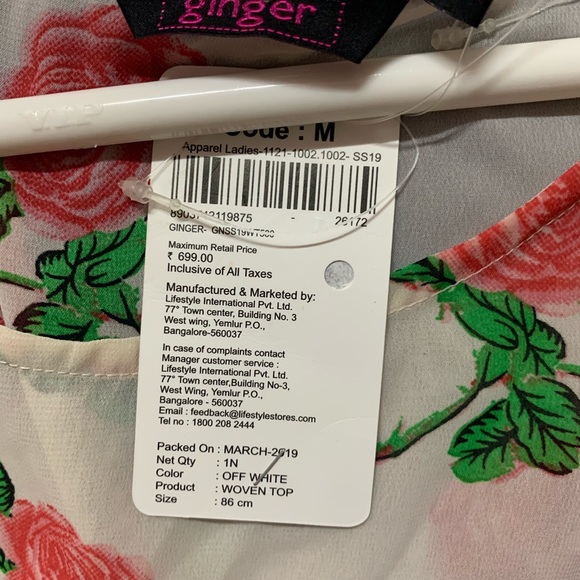 ginger
Code : M
Apparel Ladies-1121-1002.1002- SS19
26172
GINGER-
Maximum Retail Price
₹ 699.00
Inclusive of All Taxes
Manufactured & Marketed by:
Lifestyle International Pvt. Ltd.
77° Town center, Building No. 3
West wing, Yemlur P.O.,
Bangalore-560037
In case of complaints contact
Manager customer service :
Lifestyle International Pvt. Ltd.
77° Town center,Building No-3,
West Wing, Yemlur P.O.,
Bangalore - 560037
Email : feedback@lifestylestores.com
Tel no : 1800 208 2444
Packed On : MARCH-2019
Net Qty : 1N
Color : OFF WHITE
Product : WOVEN TOP
Size : 86 cm